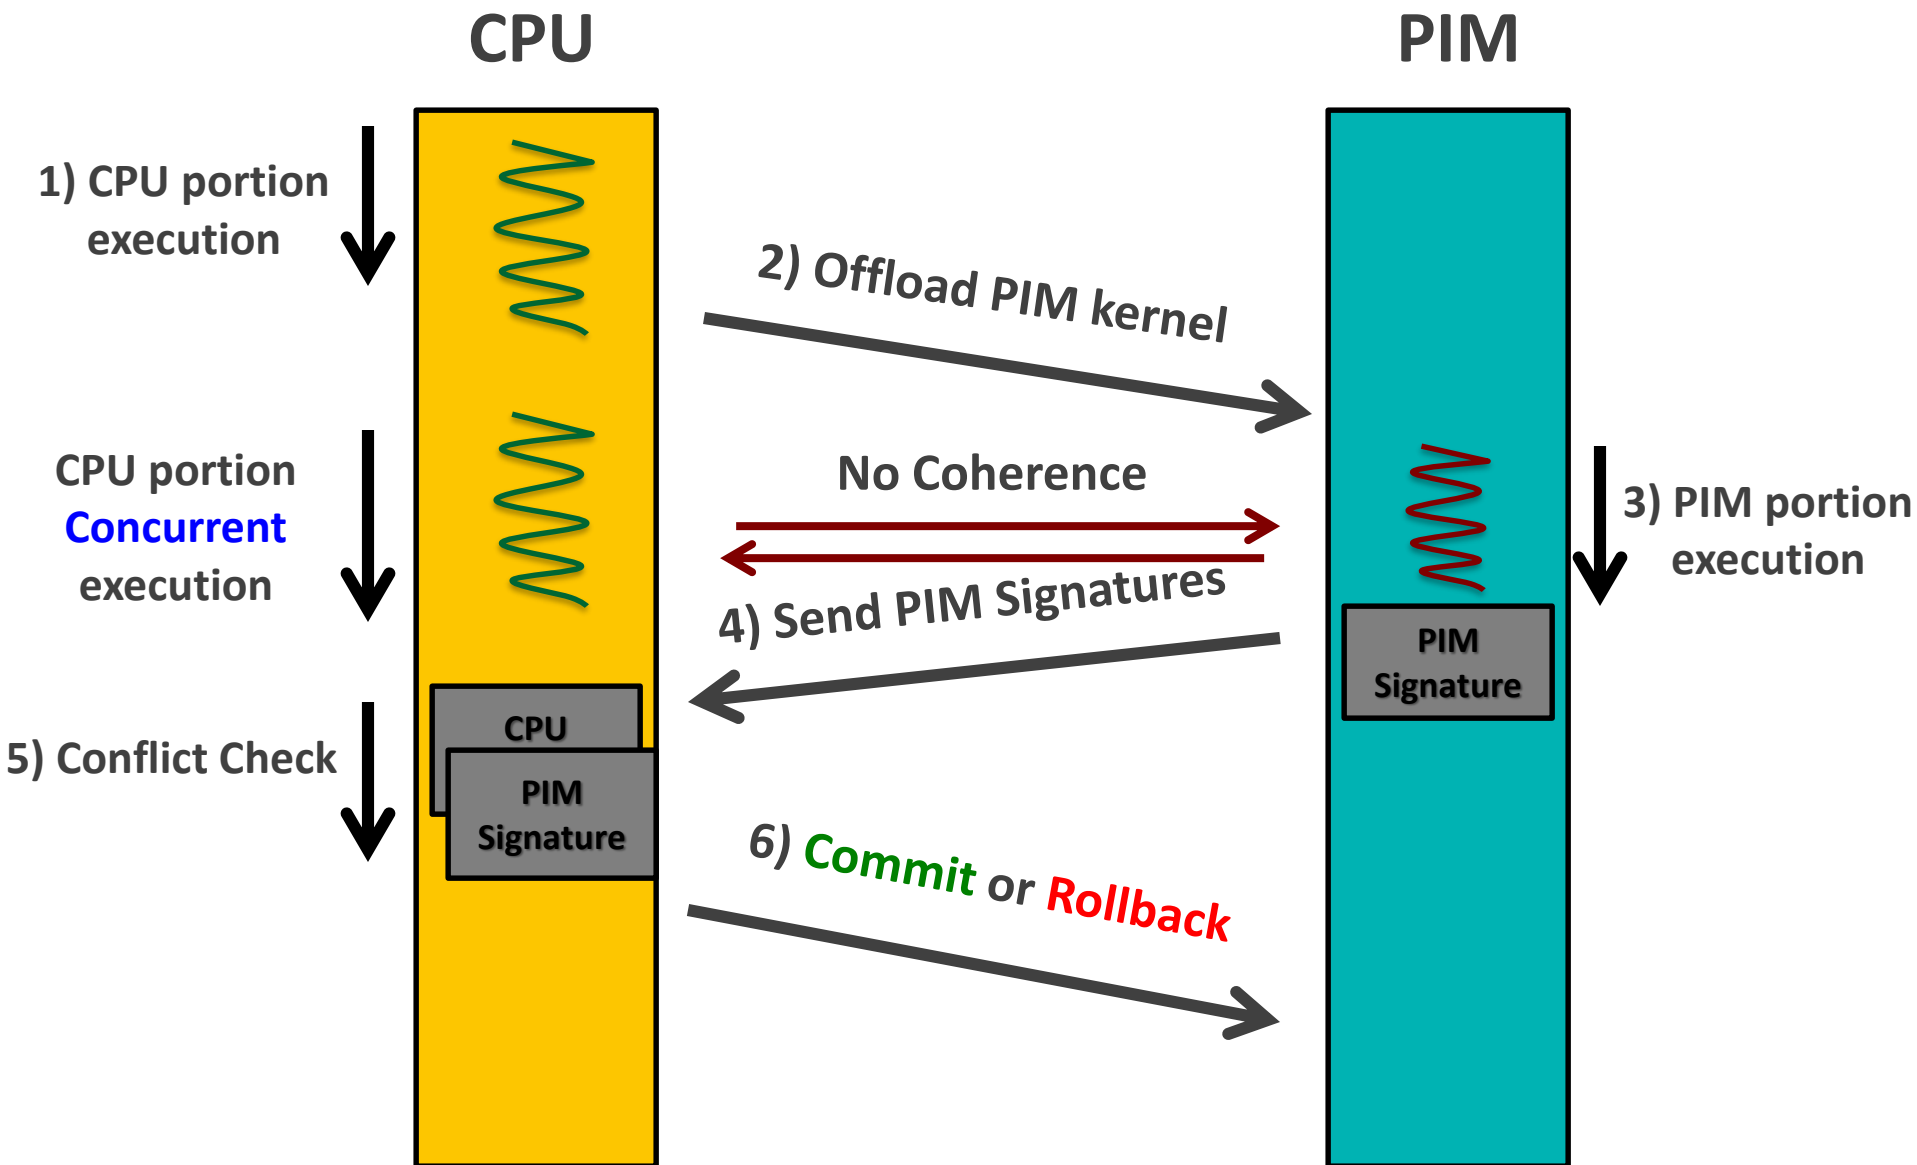 CPU
PIM
1) CPU portion
execution
2) Offload PIM kernel
CPU portion
Concurrent
execution
No Coherence
3) PIM portion
execution
4) Send PIM Signatures
PIM
Signature
5) Conflict Check
CPU
PIM
Signature
6) Commit or Rollback